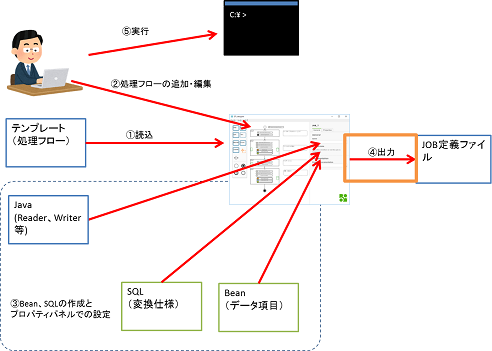 ⑤実行
C:¥ >
②処理フローの追加・編集
テンプレート
（処理フロー）
①読込
④出力
JOB定義ファイ
ル
Java
(Reader、Writer
等)
SQL
（変換仕様）
Bean
（データ項目）
③Bean、SQLの作成と
プロパティパネルでの設定